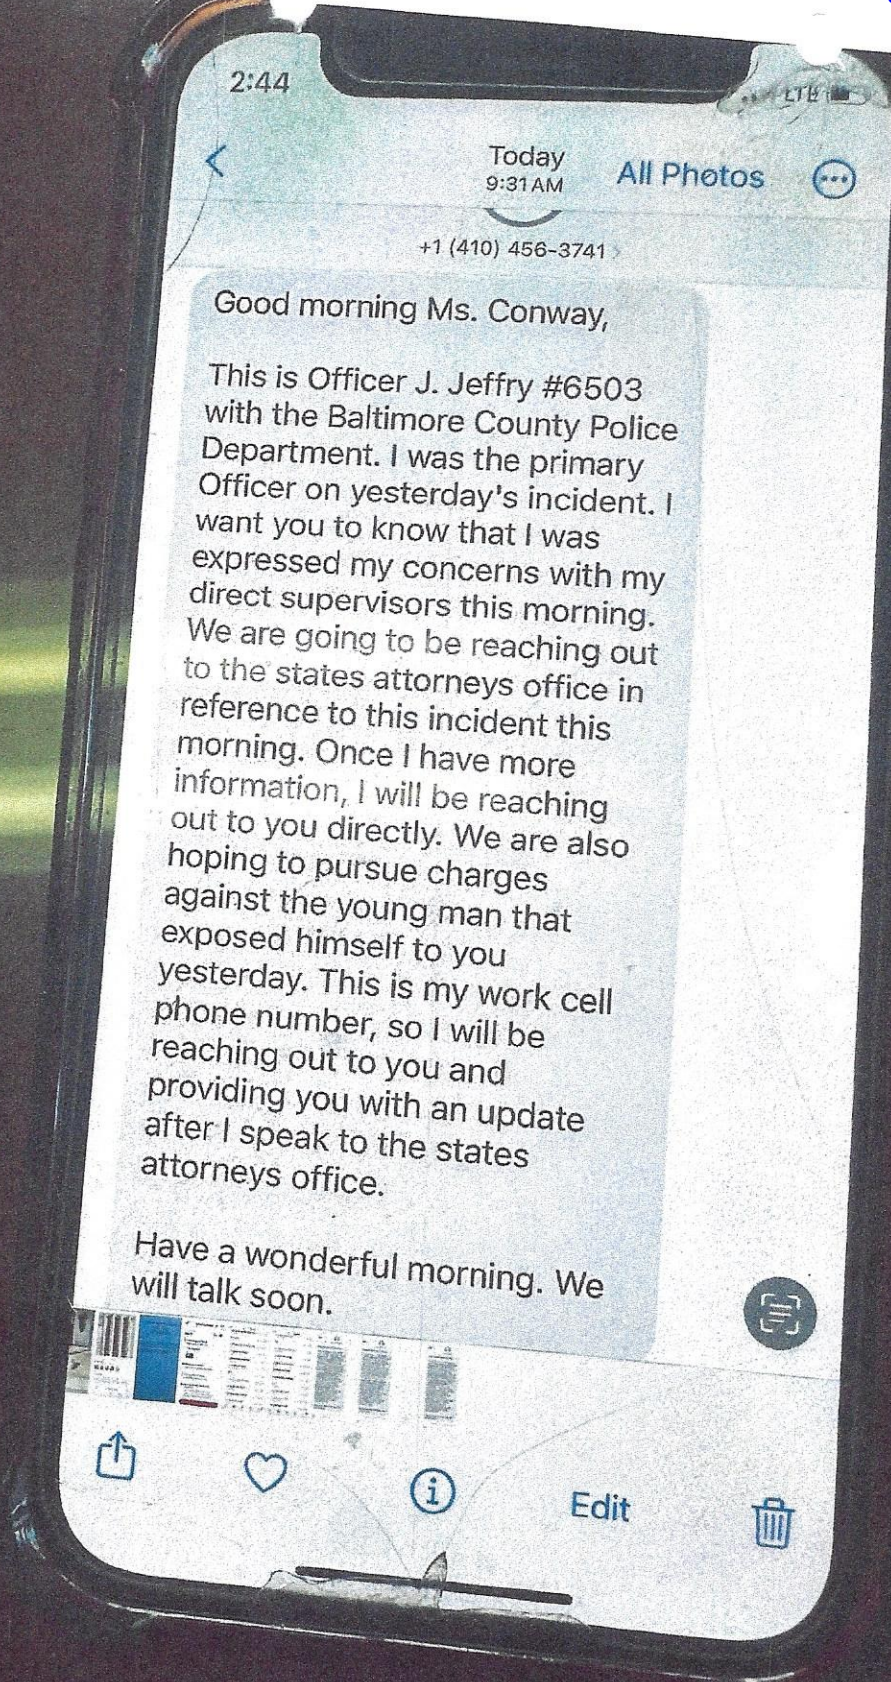 2:44
LTE
Today
9:31 AM
All Photos
+1 (410) 456-3741
Good morning Ms. Conway,
This is Officer J. Jeffry #6503
with the Baltimore County Police
Department. I was the primary
Officer on yesterday's incident. I
want you to know that I was
expressed my concerns with my
direct supervisors this morning.
We are going to be reaching out
to the states attorneys office in
reference to this incident this
morning. Once I have more
information, I will be reaching
out to you directly. We are also
hoping to pursue charges
against the young man that
exposed himself to you
yesterday. This is my work cell
phone number, so I will be
reaching out to you and
providing you with an update
after I speak to the states
attorneys office.
Have a wonderful morning. We
will talk soon.
Edit